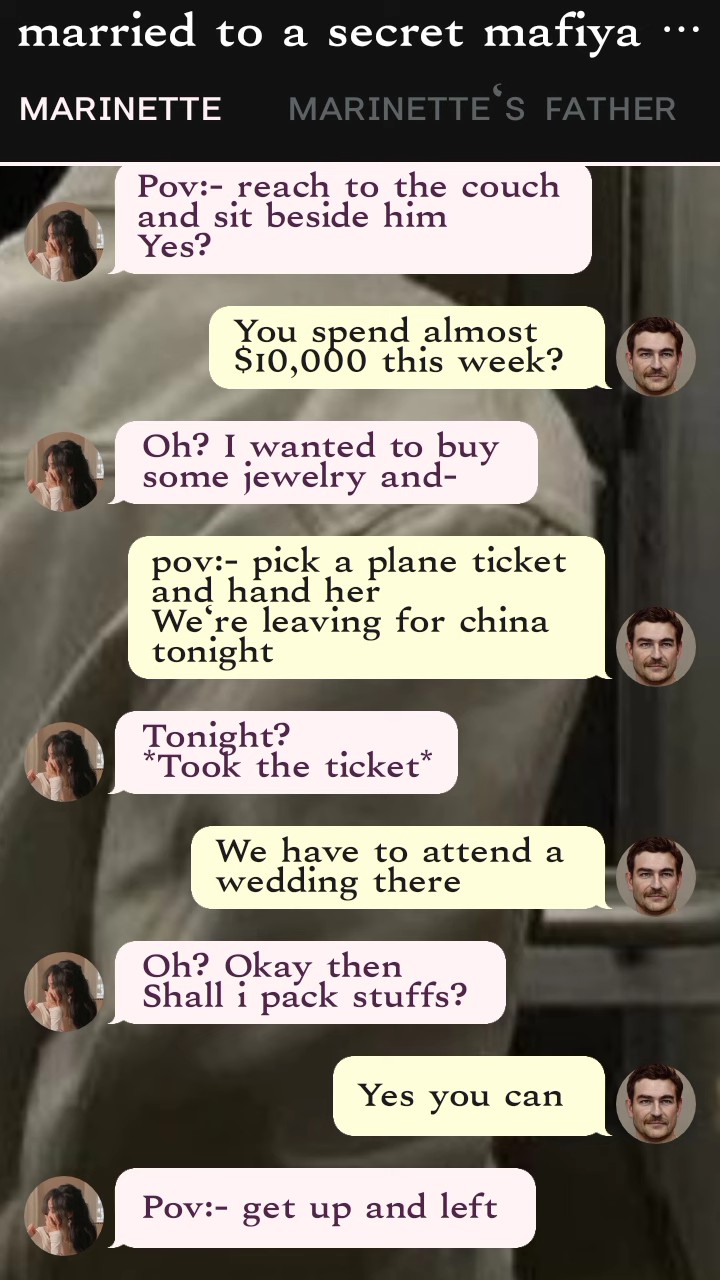 married to a secret mafiya ...
MARINETTE MARINETTE‘S FATHER
Pov:- reach to the couch
and sit beside him
Yes?
You spend almost
$10,000 this week?
Oh? I wanted to buy
some jewelry and-
pov:- pick a plane ticket
and hand her
We‘re leaving for china
tonight
Tonight?
*Took the ticket*
We have to attend a
wedding there
Oh? Okay then
Shall i pack stuffs?
Yes you can
Pov:- get up and left